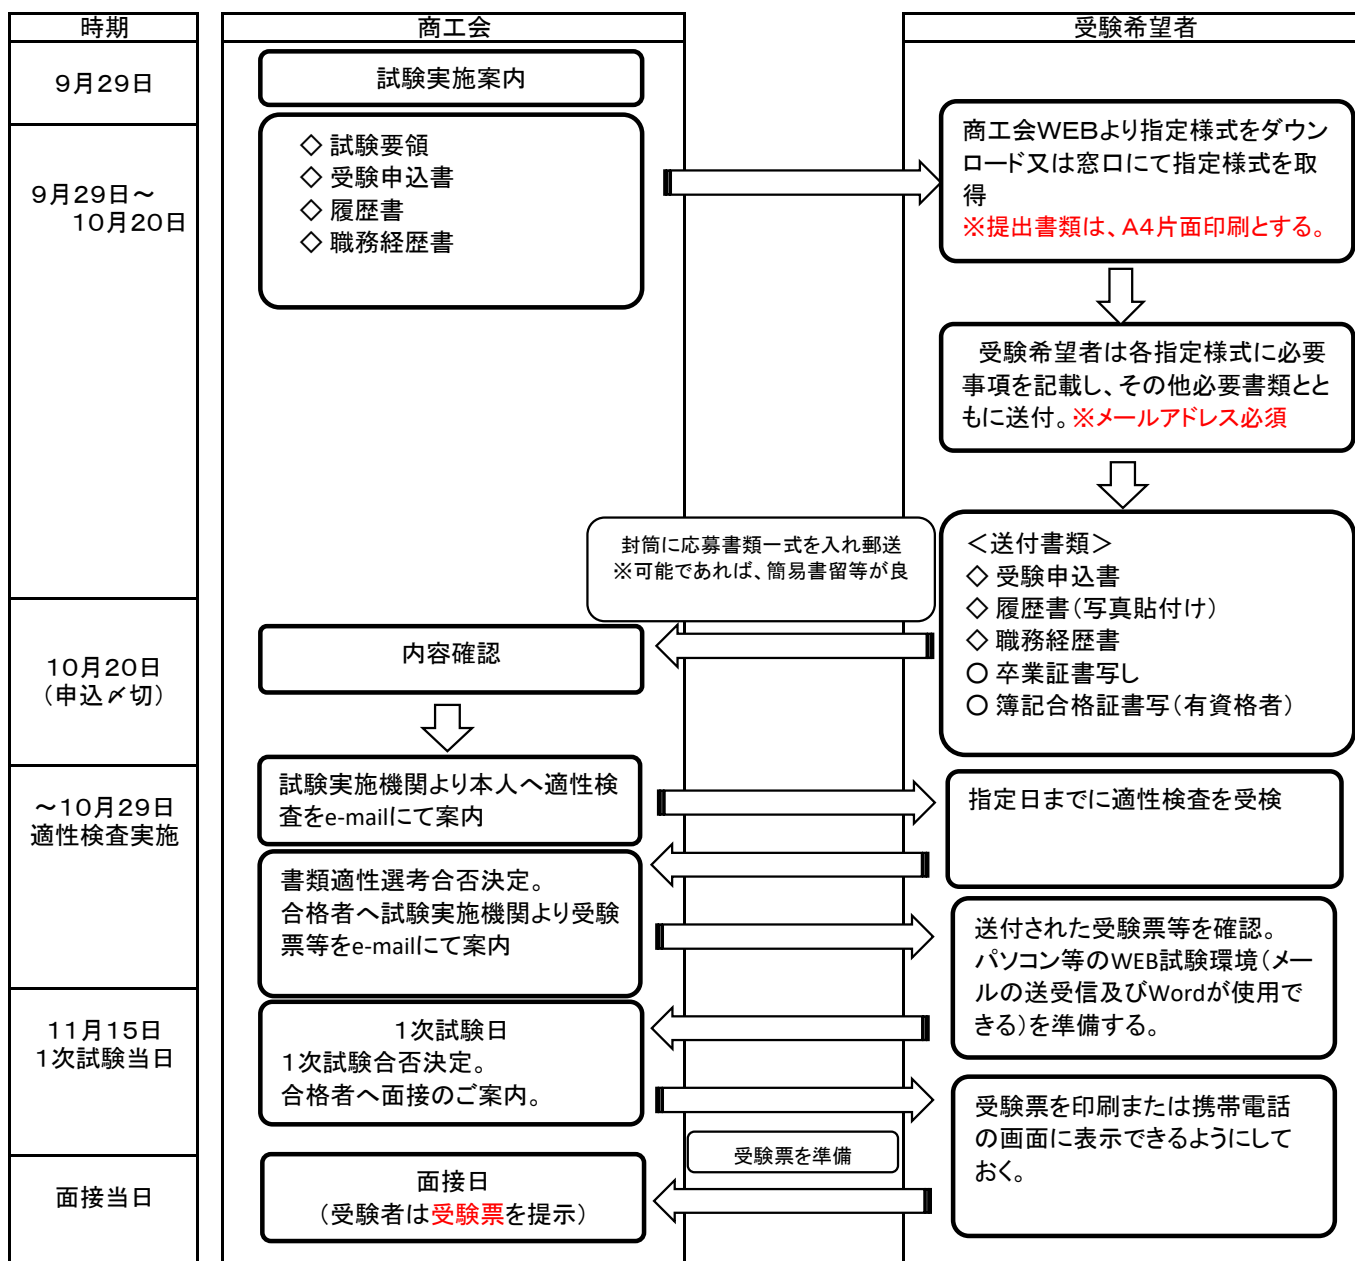 時期
商工会
受験希望者
9月29日
試験実施案内
9月29日～
10月20日
◇ 試験要領
◇ 受験申込書
◇ 履歴書
◇ 職務経歴書
商工会WEBより指定様式をダウン
ロード又は窓口にて指定様式を取
得
※提出書類は、A4片面印刷とする。
受験希望者は各指定様式に必要
事項を記載し、その他必要書類とと
もに送付。※メールアドレス必須
封筒に応募書類一式を入れ郵送
※可能であれば、簡易書留等が良
＜送付書類＞
◇ 受験申込書
◇ 履歴書（写真貼付け）
◇ 職務経歴書
○ 卒業証書写し
○ 簿記合格証書写（有資格者）
10月20日
（申込〆切）
内容確認
～10月29日
適性検査実施
試験実施機関より本人へ適性検
査をe-mailにて案内
指定日までに適性検査を受検
書類適性選考合否決定。
合格者へ試験実施機関より受験
票等をe-mailにて案内
送付された受験票等を確認。
パソコン等のWEB試験環境（メー
ルの送受信及びWordが使用で
きる）を準備する。
11月15日
1次試験当日
1次試験日
1次試験合否決定。
合格者へ面接のご案内。
受験票を印刷または携帯電話
の画面に表示できるようにして
おく。
受験票を準備
面接当日
面接日
（受験者は受験票を提示）